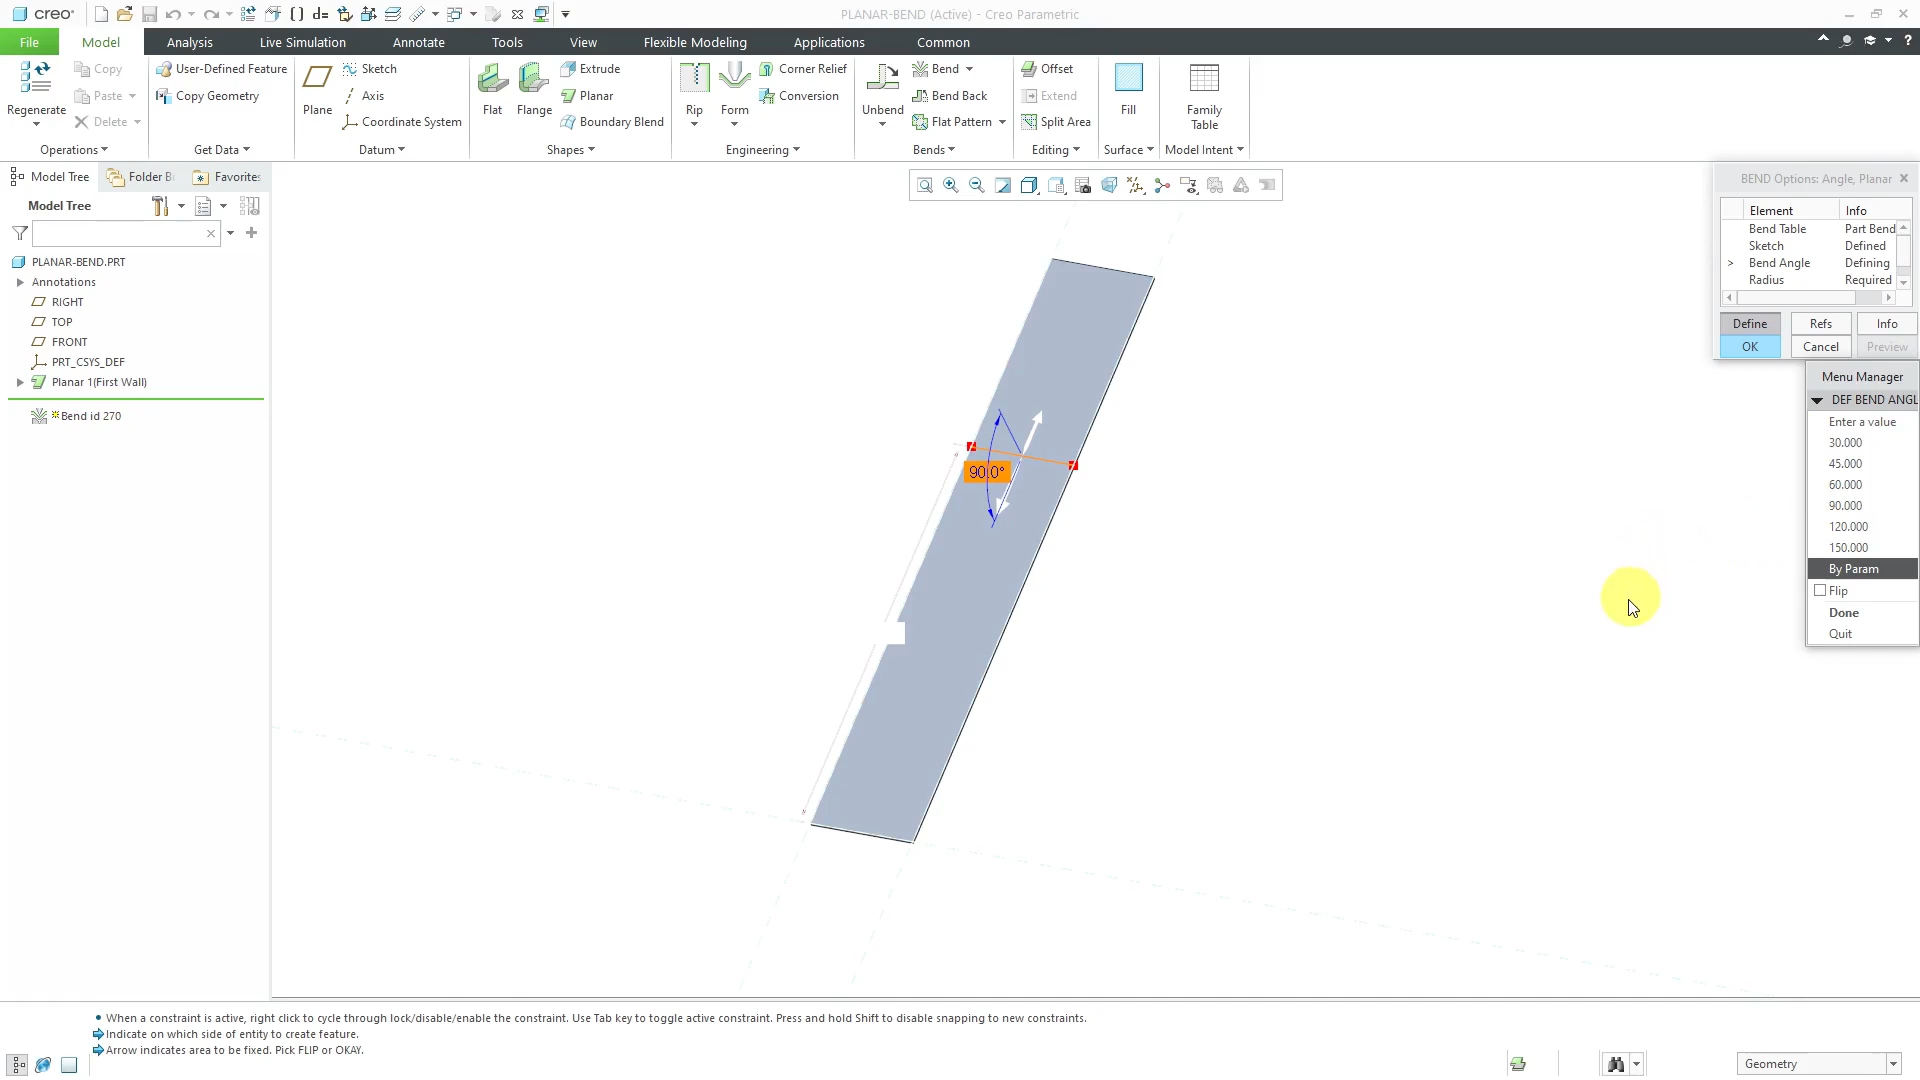 creo°
PLANAR-BEND (Active) - Creo Parametric
File Model Analysis Live Simulation Annotate Tools View Flexible Modeling Applications Common
Regenerate
Copy
Paste
Delete
Operations
User-Defined Feature
Copy Geometry
Get Data
Plane
Sketch
Axis
Coordinate System
Datum
Flat
Flange
Extrude
Planar
Boundary Blend
Shapes
Rip
Form
Corner Relief
Conversion
Engineering
Unbend
Bend
Bend Back
Flat Pattern
Bends
Offset
Extend
Split Area
Editing
Fill
Surface
Family
Table
Model Intent
Model Tree Folder B Favorites
Model Tree
PLANAR-BEND.PRT
Annotations
RIGHT
TOP
FRONT
PRT_CSYS_DEF
Planar 1(First Wall)
Bend id 270
90.0°
BEND Options: Angle, Planar
Element Info
Bend Table Part Bend
Sketch Defined
> Bend Angle Defining
Radius Required
Define Refs Info
OK Cancel Preview
Menu Manager
DEF BEND ANGL
Enter a value
30.000
45.000
60.000
90.000
120.000
150.000
By Param
Flip
Done
Quit
• When a constraint is active, right click to cycle through lock/disable/enable the constraint. Use Tab key to toggle active constraint. Press and hold Shift to disable snapping to new constraints.
Indicate on which side of entity to create feature.
Arrow indicates area to be fixed. Pick FLIP or OKAY.
Geometry